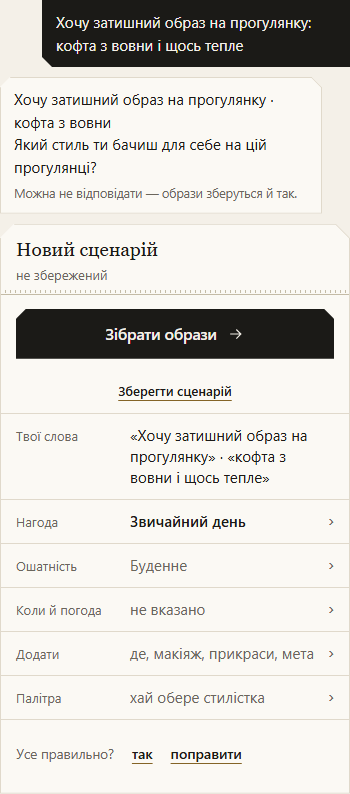 Хочу затишний образ на прогулянку:
кофта з вовни і щось тепле
Хочу затишний образ на прогулянку ·
кофта з вовни
Який стиль ти бачиш для себе на цій
прогулянці?
Можна не відповідати — образи зберуться й так.
Новий сценарій
не збережений
Зібрати образи →
Зберегти сценарій
Твої слова «Хочу затишний образ на
прогулянку» · «кофта з
вовни і щось тепле»
Нагода Звичайний день ›
Ошатність Буденне ›
Коли й погода не вказано ›
Додати де, макіяж, прикраси, мета ›
Палітра хай обере стилістка ›
Усе правильно? так поправити